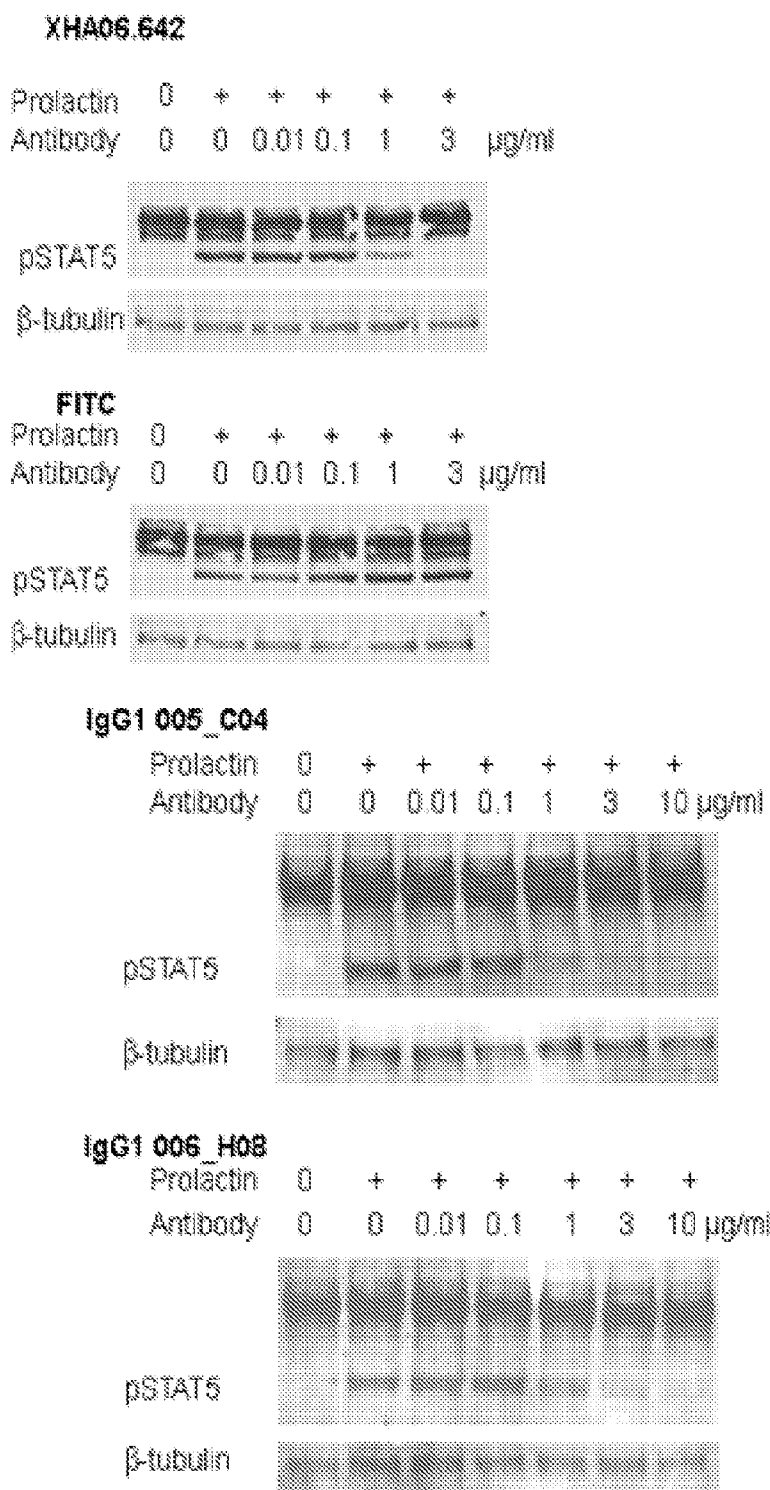 XHA06.642
Prolactin 0 + + + + +
Antibody 0 0 0.01 0.1 1 3 µg/ml
pSTAT5
β-tubulin
FITC
Prolactin 0 + + + + +
Antibody 0 0 0.01 0.1 1 3 µg/ml
pSTAT5
β-tubulin
IgG1 005_C04
Prolactin 0 + + + + + +
Antibody 0 0 0.01 0.1 1 3 10 µg/ml
pSTAT5
β-tubulin
IgG1 006_H08
Prolactin 0 + + + + + +
Antibody 0 0 0.01 0.1 1 3 10 µg/ml
pSTAT5
β-tubulin